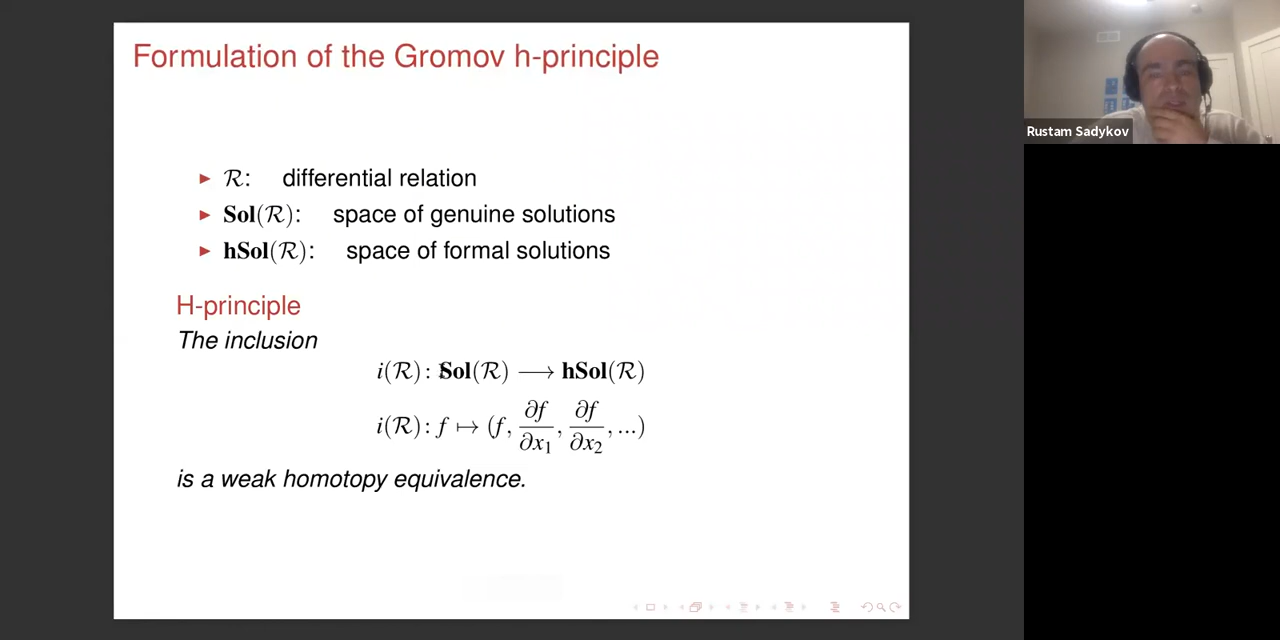 Formulation of the Gromov h-principle
► ℛ: differential relation
► Sol(ℛ): space of genuine solutions
► hSol(ℛ): space of formal solutions
H-principle
The inclusion
i(ℛ): Sol(ℛ) ⟶ hSol(ℛ)
i(ℛ): f ↦ (f, ∂f/∂x₁, ∂f/∂x₂, ...)
is a weak homotopy equivalence.
Rustam Sadykov